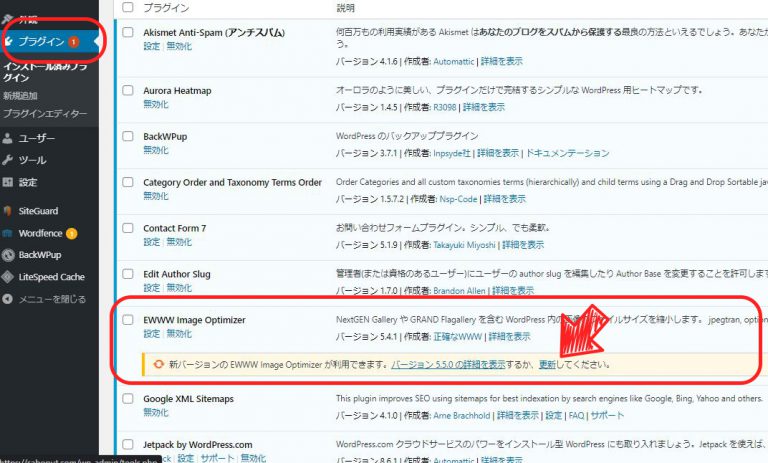 外観
プラグイン 1
インストール済みプラグイン
新規追加
プラグインエディター
ユーザー
ツール
設定
SiteGuard
Wordfence
BackWPup
LiteSpeed Cache
メニューを閉じる
プラグイン 説明
Akismet Anti-Spam (アンチスパム)
設定 | 無効化
何百万もの利用実績がある Akismet はあなたのブログをスパムから保護する最良の方法といえるでしょう。あなたが
う。
バージョン 4.1.6 | 作成者: Automattic | 詳細を表示
Aurora Heatmap
無効化
オーロラのように美しい、プラグインだけで完結するシンプルな WordPress 用ヒートマップです。
バージョン 1.4.5 | 作成者: R3098 | 詳細を表示
BackWPup
無効化
WordPress のバックアッププラグイン
バージョン 3.7.1 | 作成者: Inpsyde社 | 詳細を表示 | ドキュメンテーション
Category Order and Taxonomy Terms Order
無効化
Order Categories and all custom taxonomies terms (hierarchically) and child terms using a Drag and Drop Sortable jav
バージョン 1.5.7.2 | 作成者: Nsp-Code | 詳細を表示
Contact Form 7
設定 | 無効化
お問い合わせフォームプラグイン。シンプル、でも柔軟。
バージョン 5.1.9 | 作成者: Takayuki Miyoshi | 詳細を表示
Edit Author Slug
設定 | 無効化
管理者(または資格のあるユーザー)にユーザーの author slug を編集したり Author Base を変更することを許可します
バージョン 1.7.0 | 作成者: Brandon Allen | 詳細を表示
EWWW Image Optimizer
設定 | 無効化
NextGEN Gallery や GRAND Flagallery を含む WordPress 内の イルサイズを縮小します。 jpegtran, option
バージョン 5.4.1 | 作成者: 正確なWWW | 詳細を表示
新バージョンの EWWW Image Optimizer が利用できます。バージョン 5.5.0 の詳細を表示するか、更新してください。
Google XML Sitemaps
無効化
This plugin improves SEO using sitemaps for best indexation by search engines like Google, Bing, Yahoo and others.
バージョン 4.1.0 | 作成者: Arne Brachhold | 詳細を表示 | 設定 | FAQ | サポート
Jetpack by WordPress.com
設定 | サポート | 無効化
WordPress.com クラウドサービスのパワーをインストール型 WordPress にも取り入れましょう。Jetpack を使えば、
バージョン 8.6.1 | 作成者: Automattic | 詳細を表示